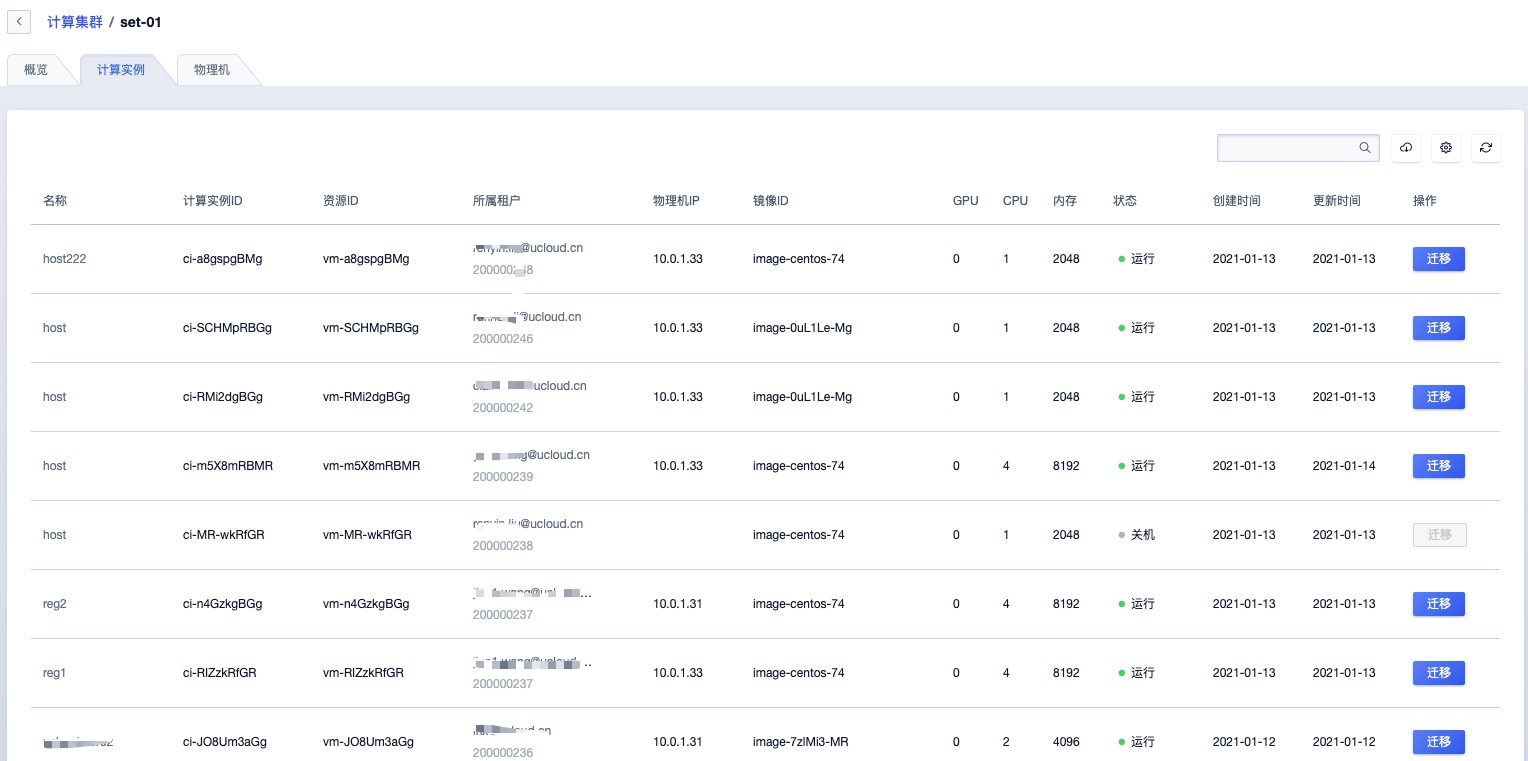 计算集群 / set-01
概览 计算实例 物理机
名称 计算实例ID 资源ID 所属租户 物理机IP 镜像ID GPU CPU 内存 状态 创建时间 更新时间 操作
host222 ci-a8gspgBMg vm-a8gspgBMg @ucloud.cn 10.0.1.33 image-centos-74 0 1 2048 运行 2021-01-13 2021-01-13 迁移
host ci-SCHMpRBGg vm-SCHMpRBGg @ucloud.cn 10.0.1.33 image-0uL1Le-Mg 0 1 2048 运行 2021-01-13 2021-01-13 迁移
200000246
host ci-RMi2dgBGg vm-RMi2dgBGg ucloud.cn 10.0.1.33 image-0uL1Le-Mg 0 1 2048 运行 2021-01-13 2021-01-13 迁移
200000242
host ci-m5X8mRBMR vm-m5X8mRBMR @ucloud.cn 10.0.1.33 image-centos-74 0 4 8192 运行 2021-01-13 2021-01-14 迁移
200000239
host ci-MR-wkRfGR vm-MR-wkRfGR @ucloud.cn image-centos-74 0 1 2048 关机 2021-01-13 2021-01-13 迁移
200000238
reg2 ci-n4GzkgBGg vm-n4GzkgBGg 10.0.1.31 image-centos-74 0 4 8192 运行 2021-01-13 2021-01-13 迁移
200000237
reg1 ci-RIZzkRfGR vm-RIZzkRfGR 10.0.1.33 image-centos-74 0 4 8192 运行 2021-01-13 2021-01-13 迁移
200000237
ci-JO8Um3aGg vm-JO8Um3aGg 10.0.1.31 image-7zlMi3-MR 0 2 4096 运行 2021-01-12 2021-01-12 迁移
200000236